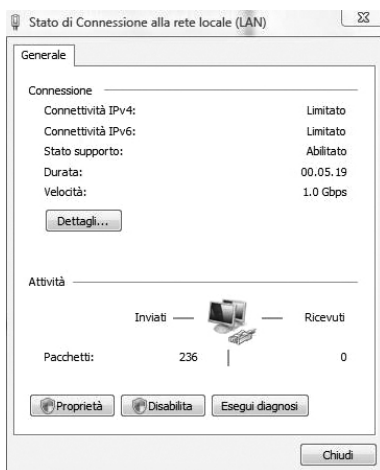 Stato di Connessione alla rete locale (LAN)
Generale
Connessione
Connettività IPv4: Limitato
Connettività IPv6: Limitato
Stato supporto: Abilitato
Durata: 00.05.19
Velocità: 1.0 Gbps
Dettagli...
Attività
Inviati Ricevuti
Pacchetti: 236 0
Proprietà Disabilita Esegui diagnosi
Chiudi